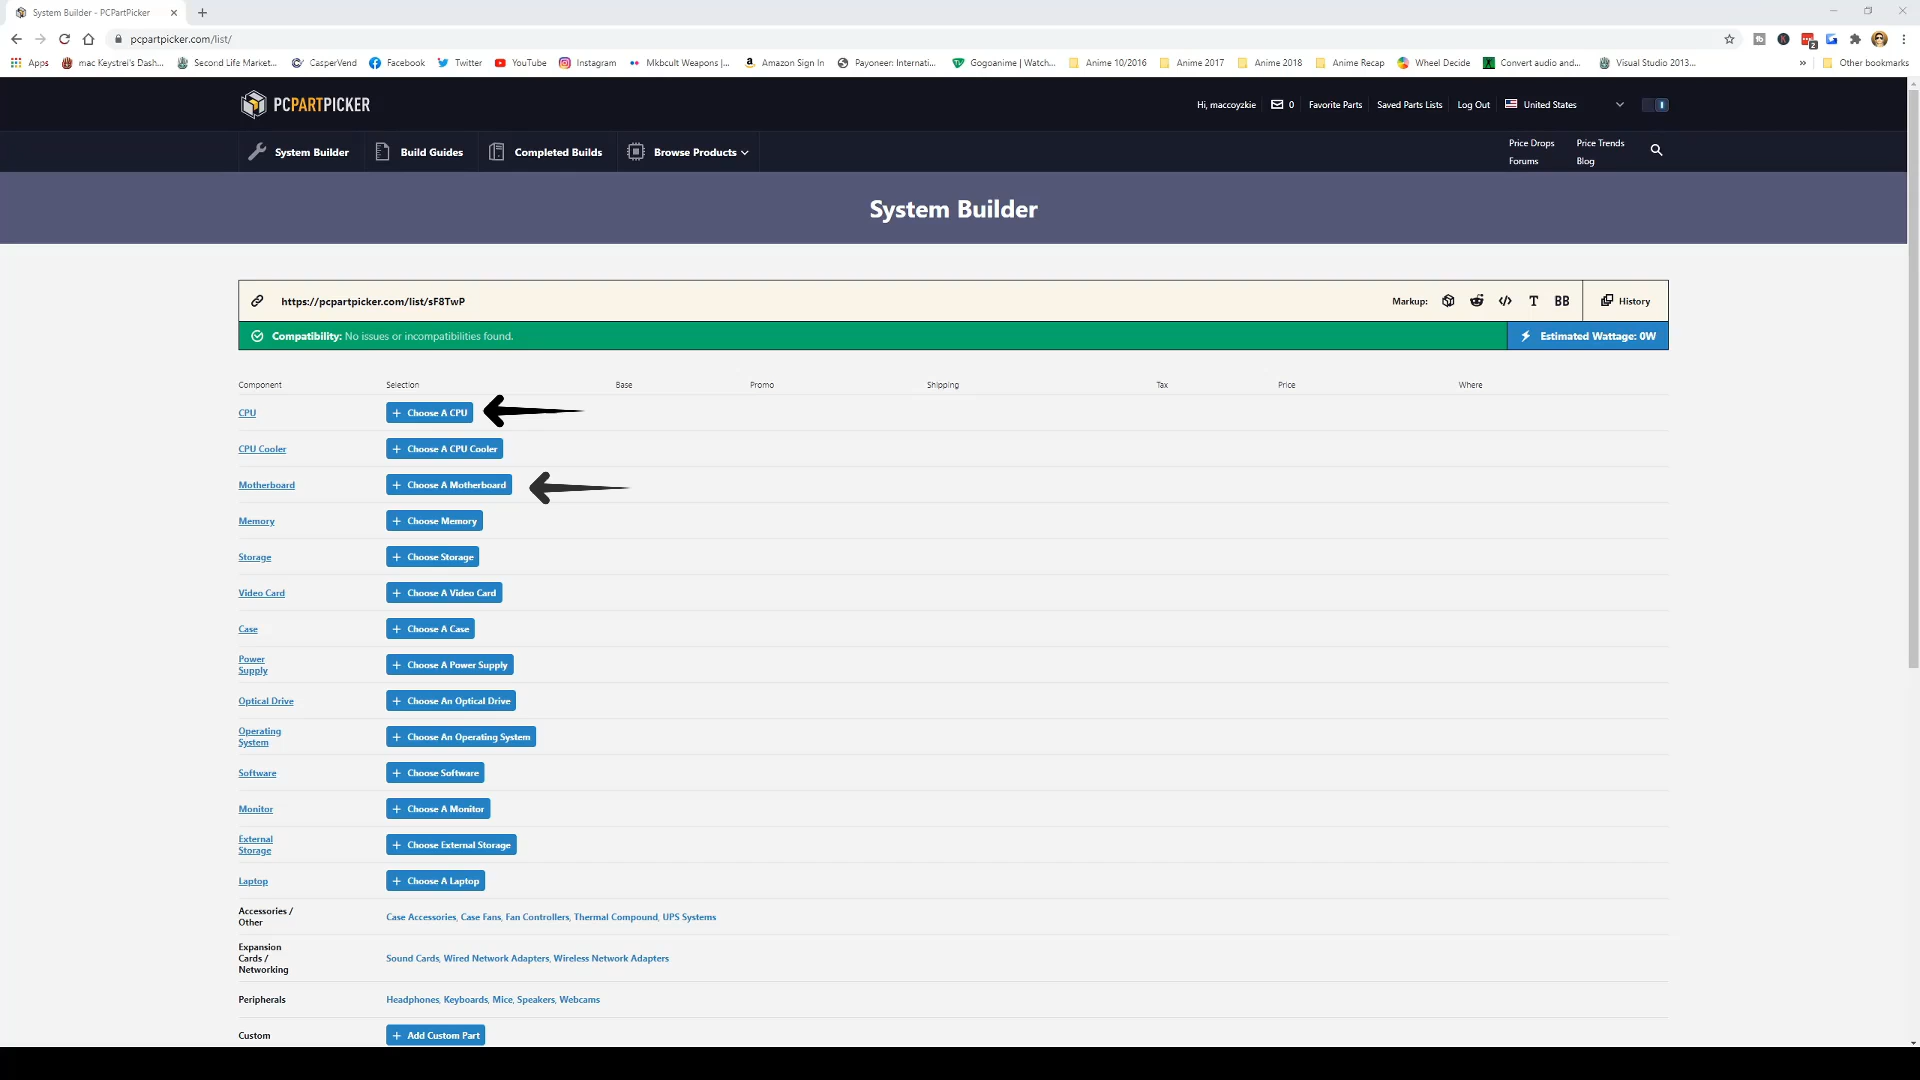 System Builder - PCPartPicker
pcpartpicker.com/list/
2
Apps mac Keystrei's Dash... Second Life Market... CasperVend Facebook Twitter YouTube Instagram Mkbcult Weapons |... Amazon Sign In Payoneer: Internati... Gogoanime | Watch... Anime 10/2016 Anime 2017 Anime 2018 Anime Recap Wheel Decide Convert audio and... Visual Studio 2013... » Other bookmarks
PCPARTPICKER
Hi, maccoyzkie 0 Favorite Parts Saved Parts Lists Log Out United States
System Builder Build Guides Completed Builds Browse Products
Price Drops Price Trends
Forums Blog
System Builder
https://pcpartpicker.com/list/sF8TwP Markup: </> T BB History
Compatibility: No issues or incompatibilities found. Estimated Wattage: 0W
Component Selection Base Promo Shipping Tax Price Where
CPU + Choose A CPU
CPU Cooler + Choose A CPU Cooler
Motherboard + Choose A Motherboard
Memory + Choose Memory
Storage + Choose Storage
Video Card + Choose A Video Card
Case + Choose A Case
Power
Supply + Choose A Power Supply
Optical Drive + Choose An Optical Drive
Operating
System + Choose An Operating System
Software + Choose Software
Monitor + Choose A Monitor
External
Storage + Choose External Storage
Laptop + Choose A Laptop
Accessories /
Other Case Accessories, Case Fans, Fan Controllers, Thermal Compound, UPS Systems
Expansion
Cards / Sound Cards, Wired Network Adapters, Wireless Network Adapters
Networking
Peripherals Headphones, Keyboards, Mice, Speakers, Webcams
Custom + Add Custom Part